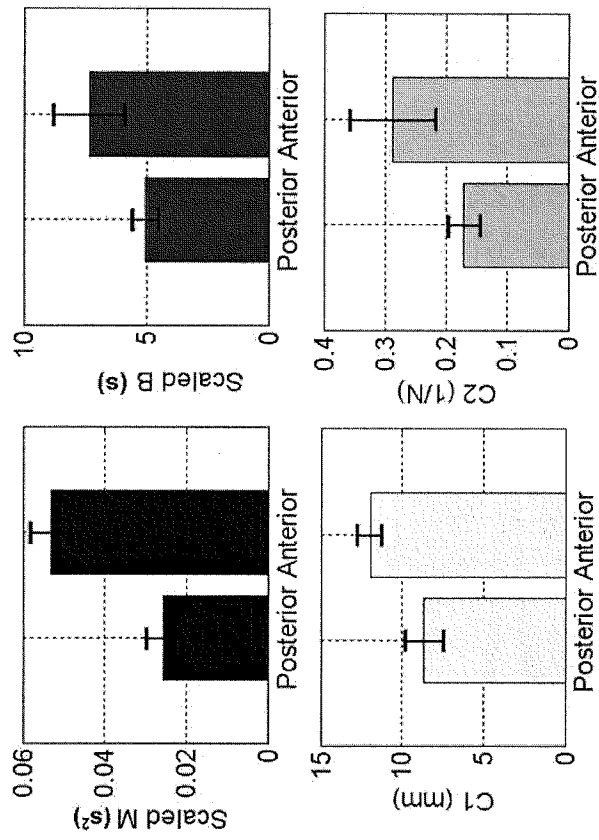 0.06
0.04
0.02
0
Scaled M (s²)
Posterior Anterior
10
5
0
Scaled B (s)
Posterior Anterior
15
10
5
0
C1 (mm)
Posterior Anterior
0.4
0.3
0.2
0.1
0
C2 (1/N)
Posterior Anterior